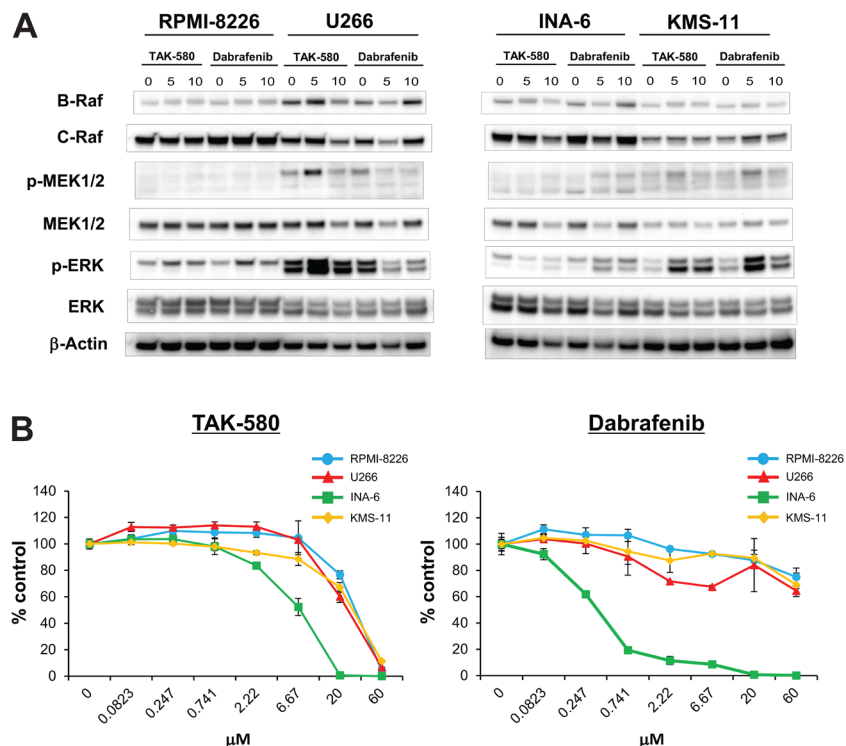 A
RPMI-8226 U266 INA-6 KMS-11
TAK-580 Dabrafenib TAK-580 Dabrafenib TAK-580 Dabrafenib TAK-580 Dabrafenib
0 5 10 0 5 10 0 5 10 0 5 10 0 5 10 0 5 10 0 5 10 0 5 10
B-Raf
C-Raf
p-MEK1/2
MEK1/2
p-ERK
ERK
β-Actin
B
TAK-580
RPMI-8226
U266
INA-6
KMS-11
% control
140
120
100
80
60
40
20
0
0 0.0823 0.247 0.741 2.22 6.67 20 60
μM
Dabrafenib
RPMI-8226
U266
INA-6
KMS-11
% control
140
120
100
80
60
40
20
0
0 0.0823 0.247 0.741 2.22 6.67 20 60
μM